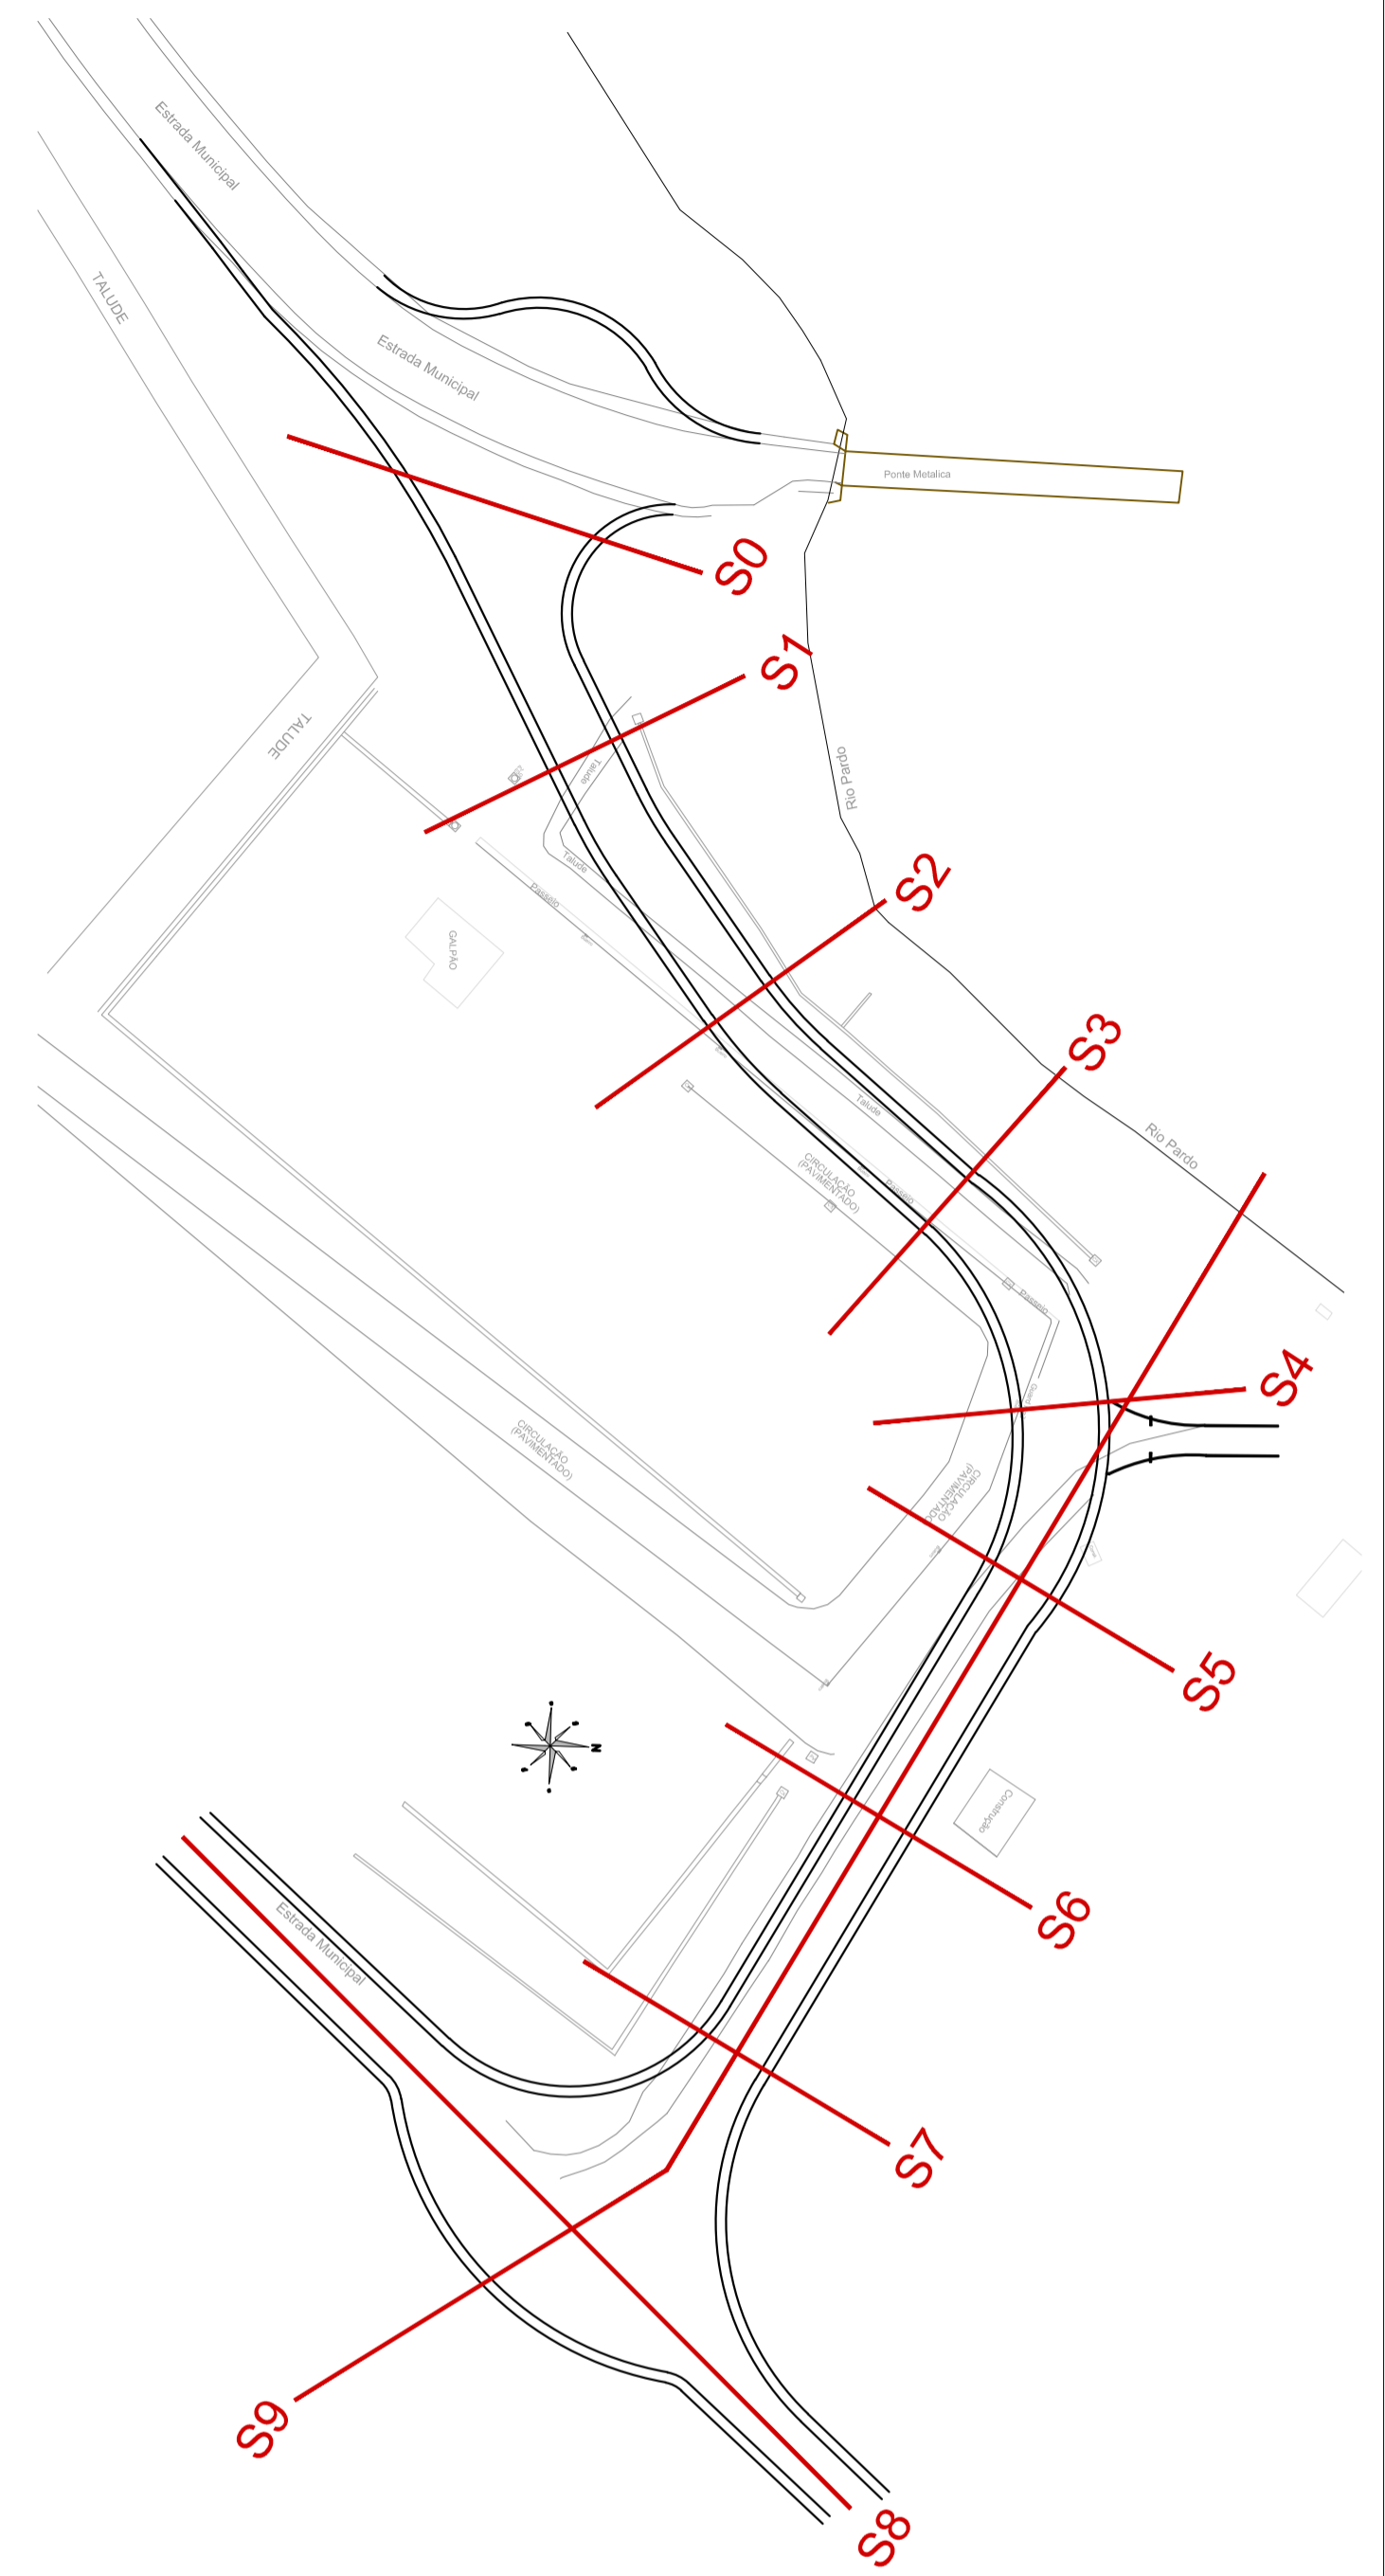 Estrada Municipal
TALUDE
Estrada Municipal
Ponte Metalica
S0
S1
TALUDE
Talude
Rio Pardo
Talude
Passeio
S2
GALPÃO
S3
Talude
Rio Pardo
CIRCULAÇÃO
(PAVIMENTADO)
Passeio
Passeio
S4
CIRCULAÇÃO
(PAVIMENTADO)
CIRCULAÇÃO
(PAVIMENTADO)
S5
N
Construção
S6
Estrada Municipal
S7
S9
S8